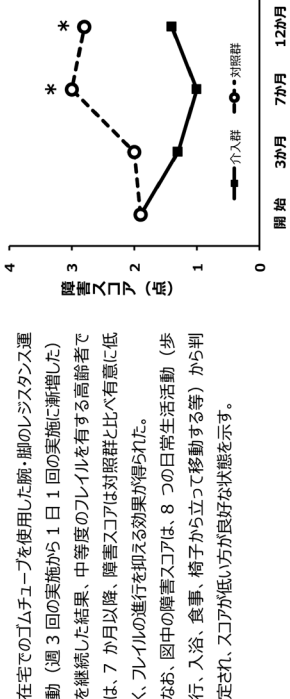 在宅でのゴムチューブを使用した腕・脚のレジスタンス運
動（週 3 回の実施から 1 日 1 回の実施に漸増した）
を継続した結果、中等度のフレイルを有する高齢者で
は、7 か月以降、障害スコアは対照群と比べ有意に低
く、フレイルの進行を抑える効果が得られた。
なお、図中の障害スコアは、8 つの日常生活活動（歩
行、入浴、食事、椅子から立って移動する等）から判
定され、スコアが低い方が良好な状態を示す。
障害スコア（点）
4
3
2
1
0
*
*
介入群
対照群
開 始
3か月
7か月
12か月